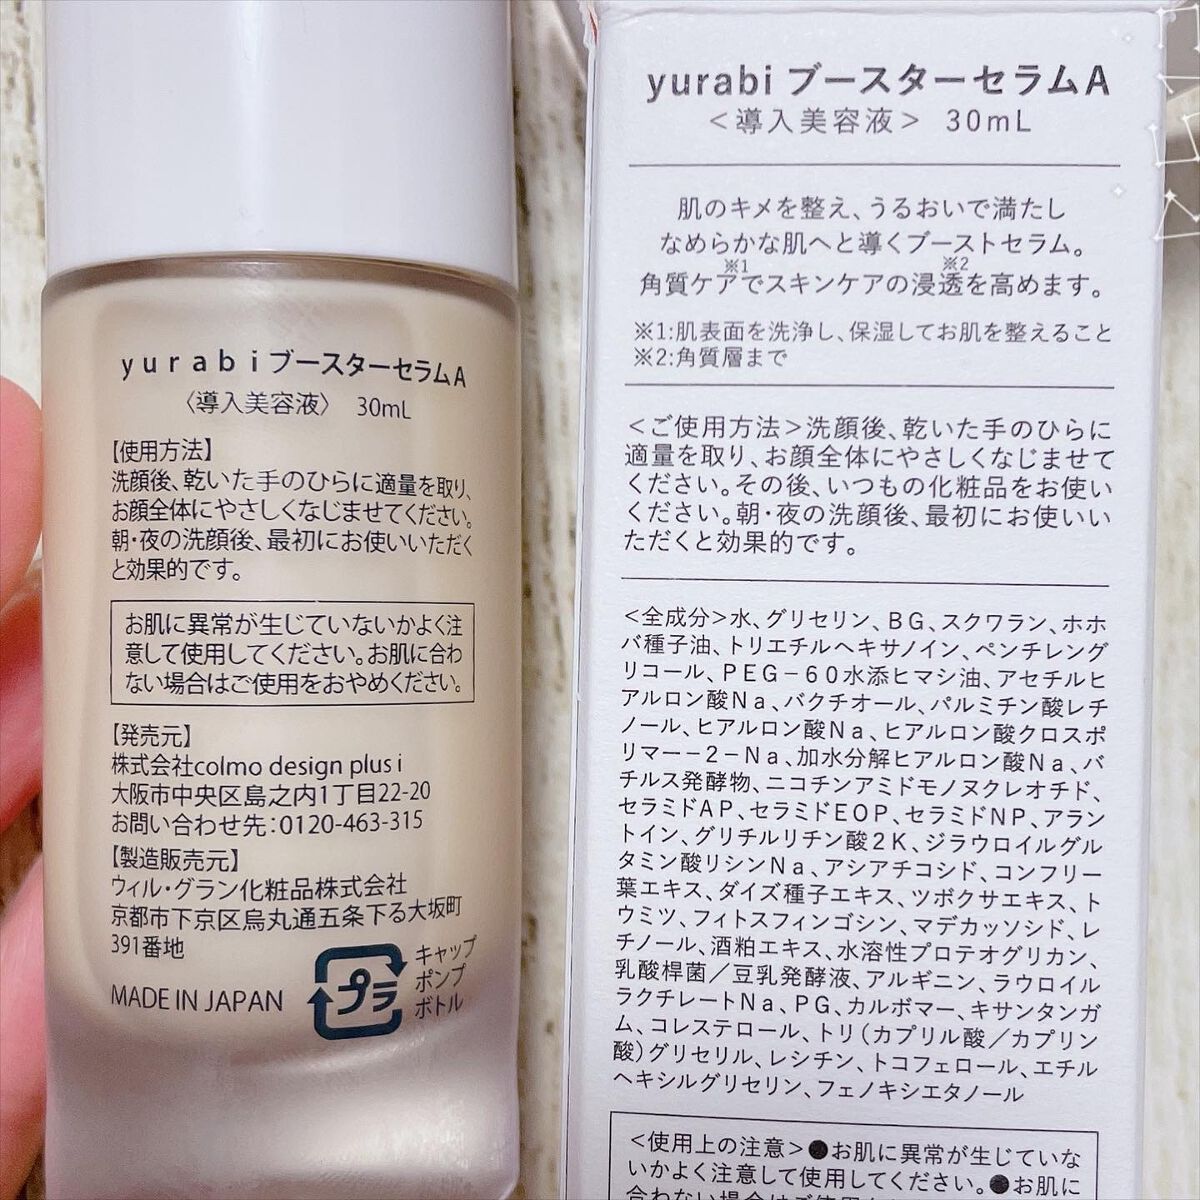 yurabiブースターセラムA
〈導入美容液〉 30mL
【使用方法】
洗顔後、乾いた手のひらに適量を取り、
お顔全体にやさしくなじませてください。
朝・夜の洗顔後、最初にお使いいただく
と効果的です。
お肌に異常が生じていないかよく注
意して使用してください。お肌に合わ
ない場合はご使用をおやめください。
【発売元】
株式会社colmo design plus i
大阪市中央区島之内1丁目22-20
お問い合わせ先：0120-463-315
【製造販売元】
ウィル・グラン化粧品株式会社
京都市下京区烏丸通五条下る大坂町
391番地
MADE IN JAPAN
プラ
キャップ
ポンプ
ボトル
yurabi ブースターセラムA
＜導入美容液＞ 30mL
肌のキメを整え、うるおいで満たし
なめらかな肌へと導くブーストセラム。
※1 ※2
角質ケアでスキンケアの浸透を高めます。
※1:肌表面を洗浄し、保湿してお肌を整えること
※2:角質層まで
＜ご使用方法＞洗顔後、乾いた手のひらに
適量を取り、お顔全体にやさしくなじませて
ください。その後、いつもの化粧品をお使い
ください。朝・夜の洗顔後、最初にお使いい
ただくと効果的です。
＜全成分＞水、グリセリン、BG、スクワラン、ホホ
バ種子油、トリエチルヘキサノイン、ペンチレング
リコール、PEG－60水添ヒマシ油、アセチルヒ
アルロン酸Na、バクチオール、パルミチン酸レチ
ノール、ヒアルロン酸Na、ヒアルロン酸クロスポ
リマー－2－Na、加水分解ヒアルロン酸Na、バ
チルス発酵物、ニコチンアミドモノヌクレオチド、
セラミドAP、セラミドEOP、セラミドNP、アラン
トイン、グリチルリチン酸2K、ジラウロイルグル
タミン酸リシンNa、アシアチコシド、コンフリー
葉エキス、ダイズ種子エキス、ツボクサエキス、ト
ウミツ、フィトスフィンゴシン、マデカッソシド、レ
チノール、酒粕エキス、水溶性プロテオグリカン、
乳酸桿菌／豆乳発酵液、アルギニン、ラウロイル
ラクチレートNa、PG、カルボマー、キサンタンガ
ム、コレステロール、トリ（カプリル酸／カプリン
酸）グリセリル、レシチン、トコフェロール、エチル
ヘキシルグリセリン、フェノキシエタノール
＜使用上の注意＞●お肌に異常が生じていな
いかよく注意して使用してください。●お肌に
合わない場合はご使用